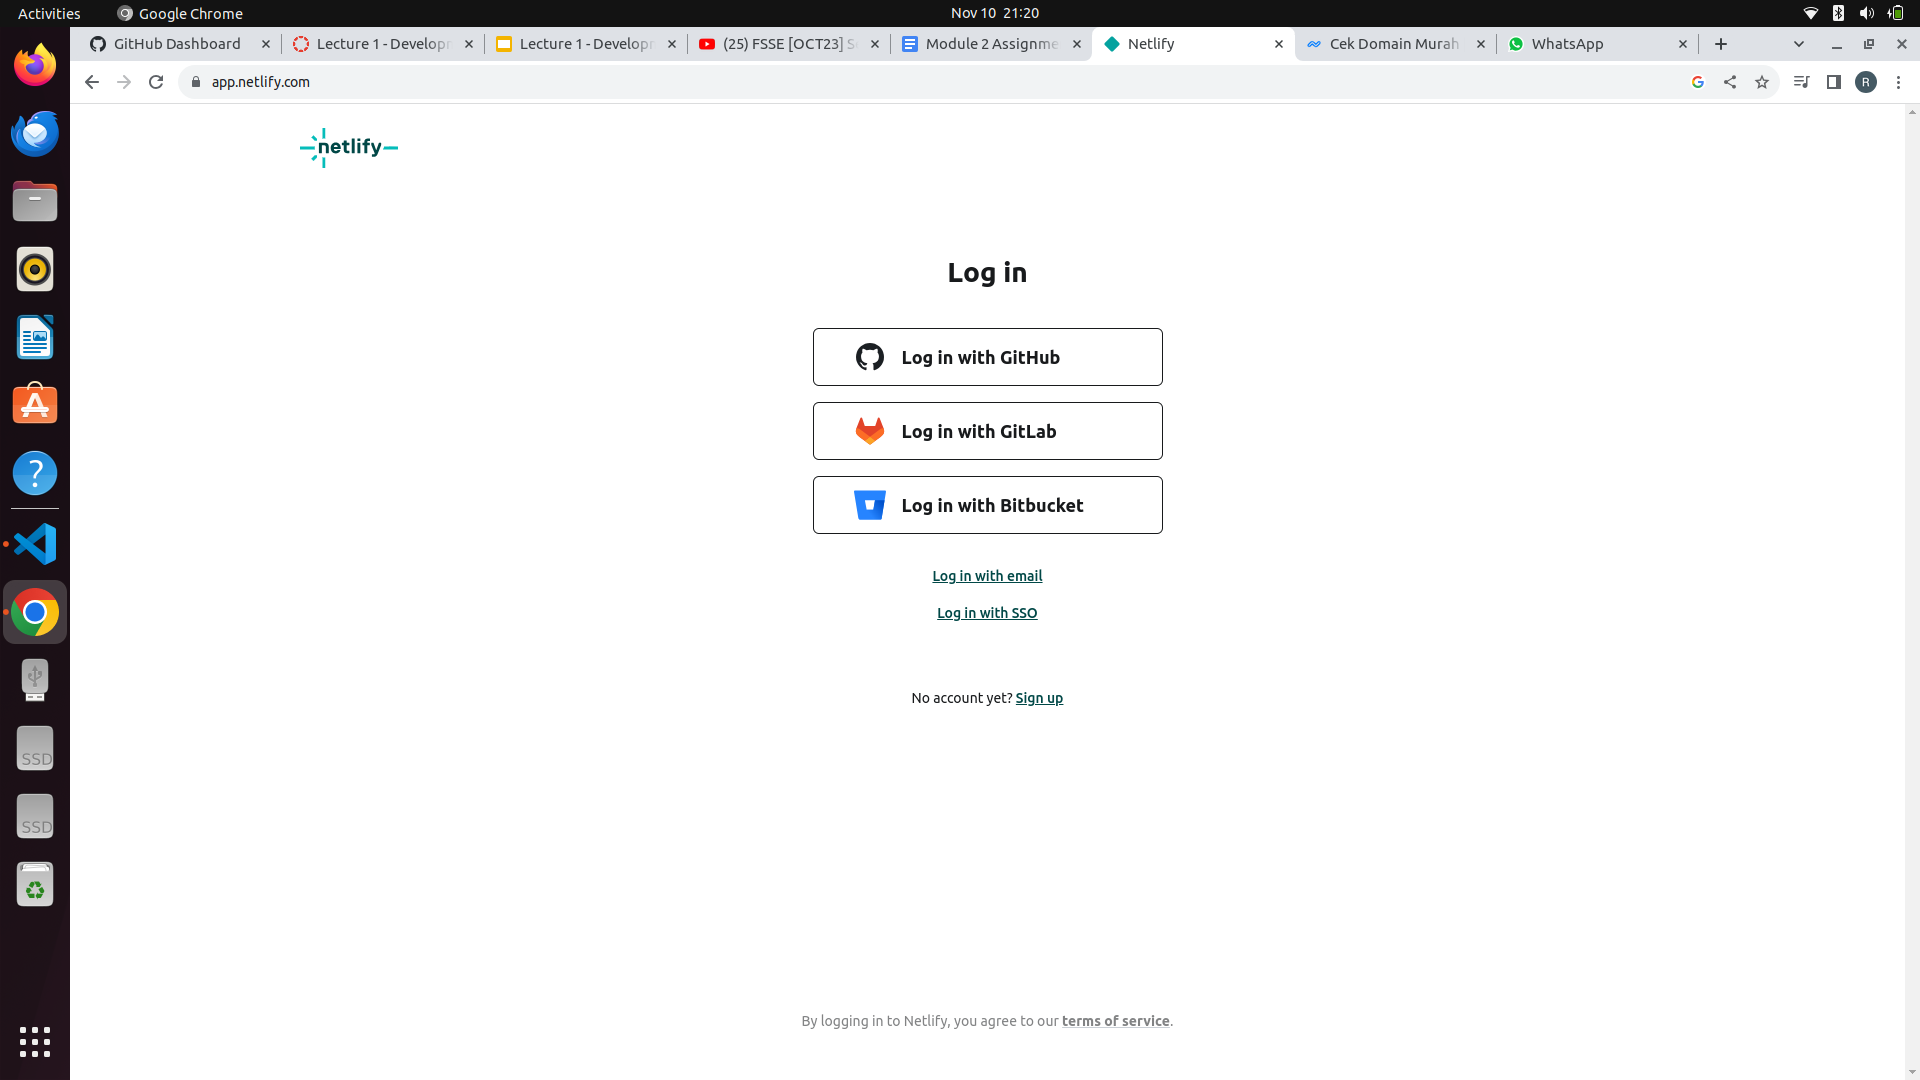 Activities
Google Chrome
Nov 10 21:20
GitHub Dashboard
Lecture 1 - Develop
Lecture 1 - Develop
(25) FSSE [OCT23]
Module 2 Assignme
Netlify
Cek Domain Murah
WhatsApp
app.netlify.com
R
netlify
Log in
Log in with GitHub
Log in with GitLab
Log in with Bitbucket
Log in with email
Log in with SSO
No account yet? Sign up
SSD
SSD
By logging in to Netlify, you agree to our terms of service.